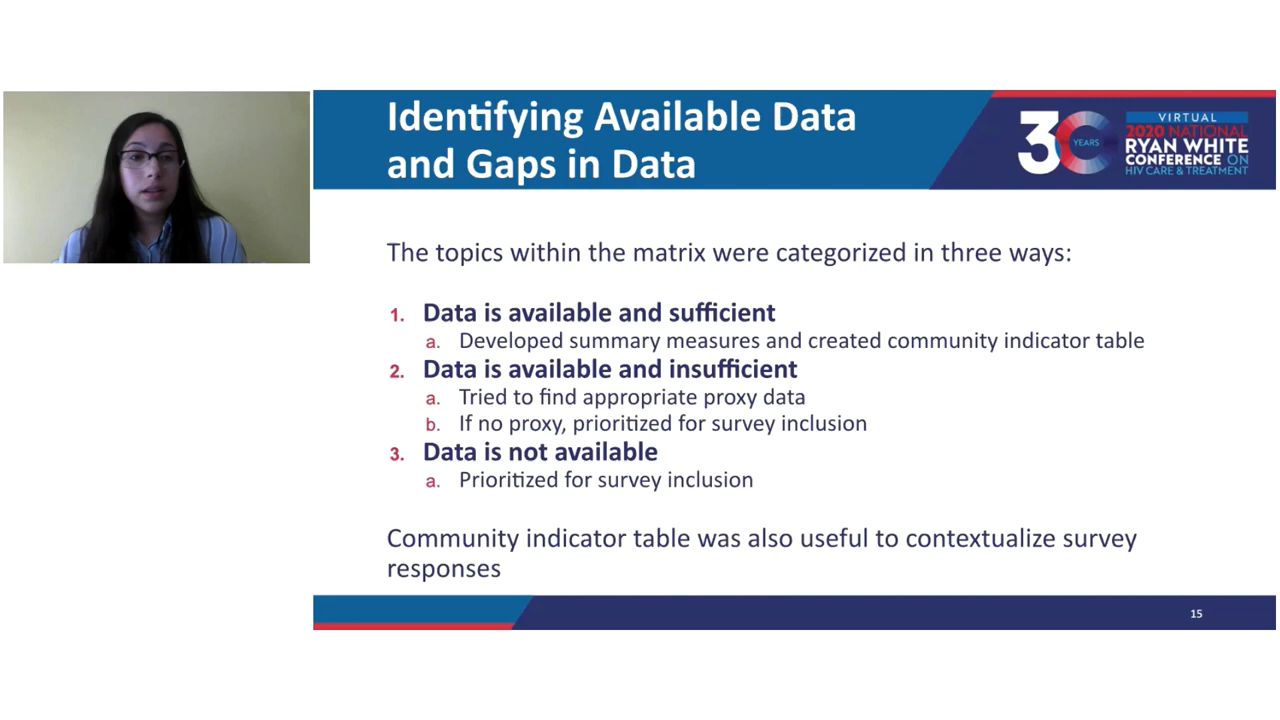 Identifying Available Data
and Gaps in Data
30
YEARS
VIRTUAL
2020 NATIONAL
RYAN WHITE
CONFERENCE ON
HIV CARE & TREATMENT
The topics within the matrix were categorized in three ways:
1. Data is available and sufficient
a. Developed summary measures and created community indicator table
2. Data is available and insufficient
a. Tried to find appropriate proxy data
b. If no proxy, prioritized for survey inclusion
3. Data is not available
a. Prioritized for survey inclusion
Community indicator table was also useful to contextualize survey
responses
15